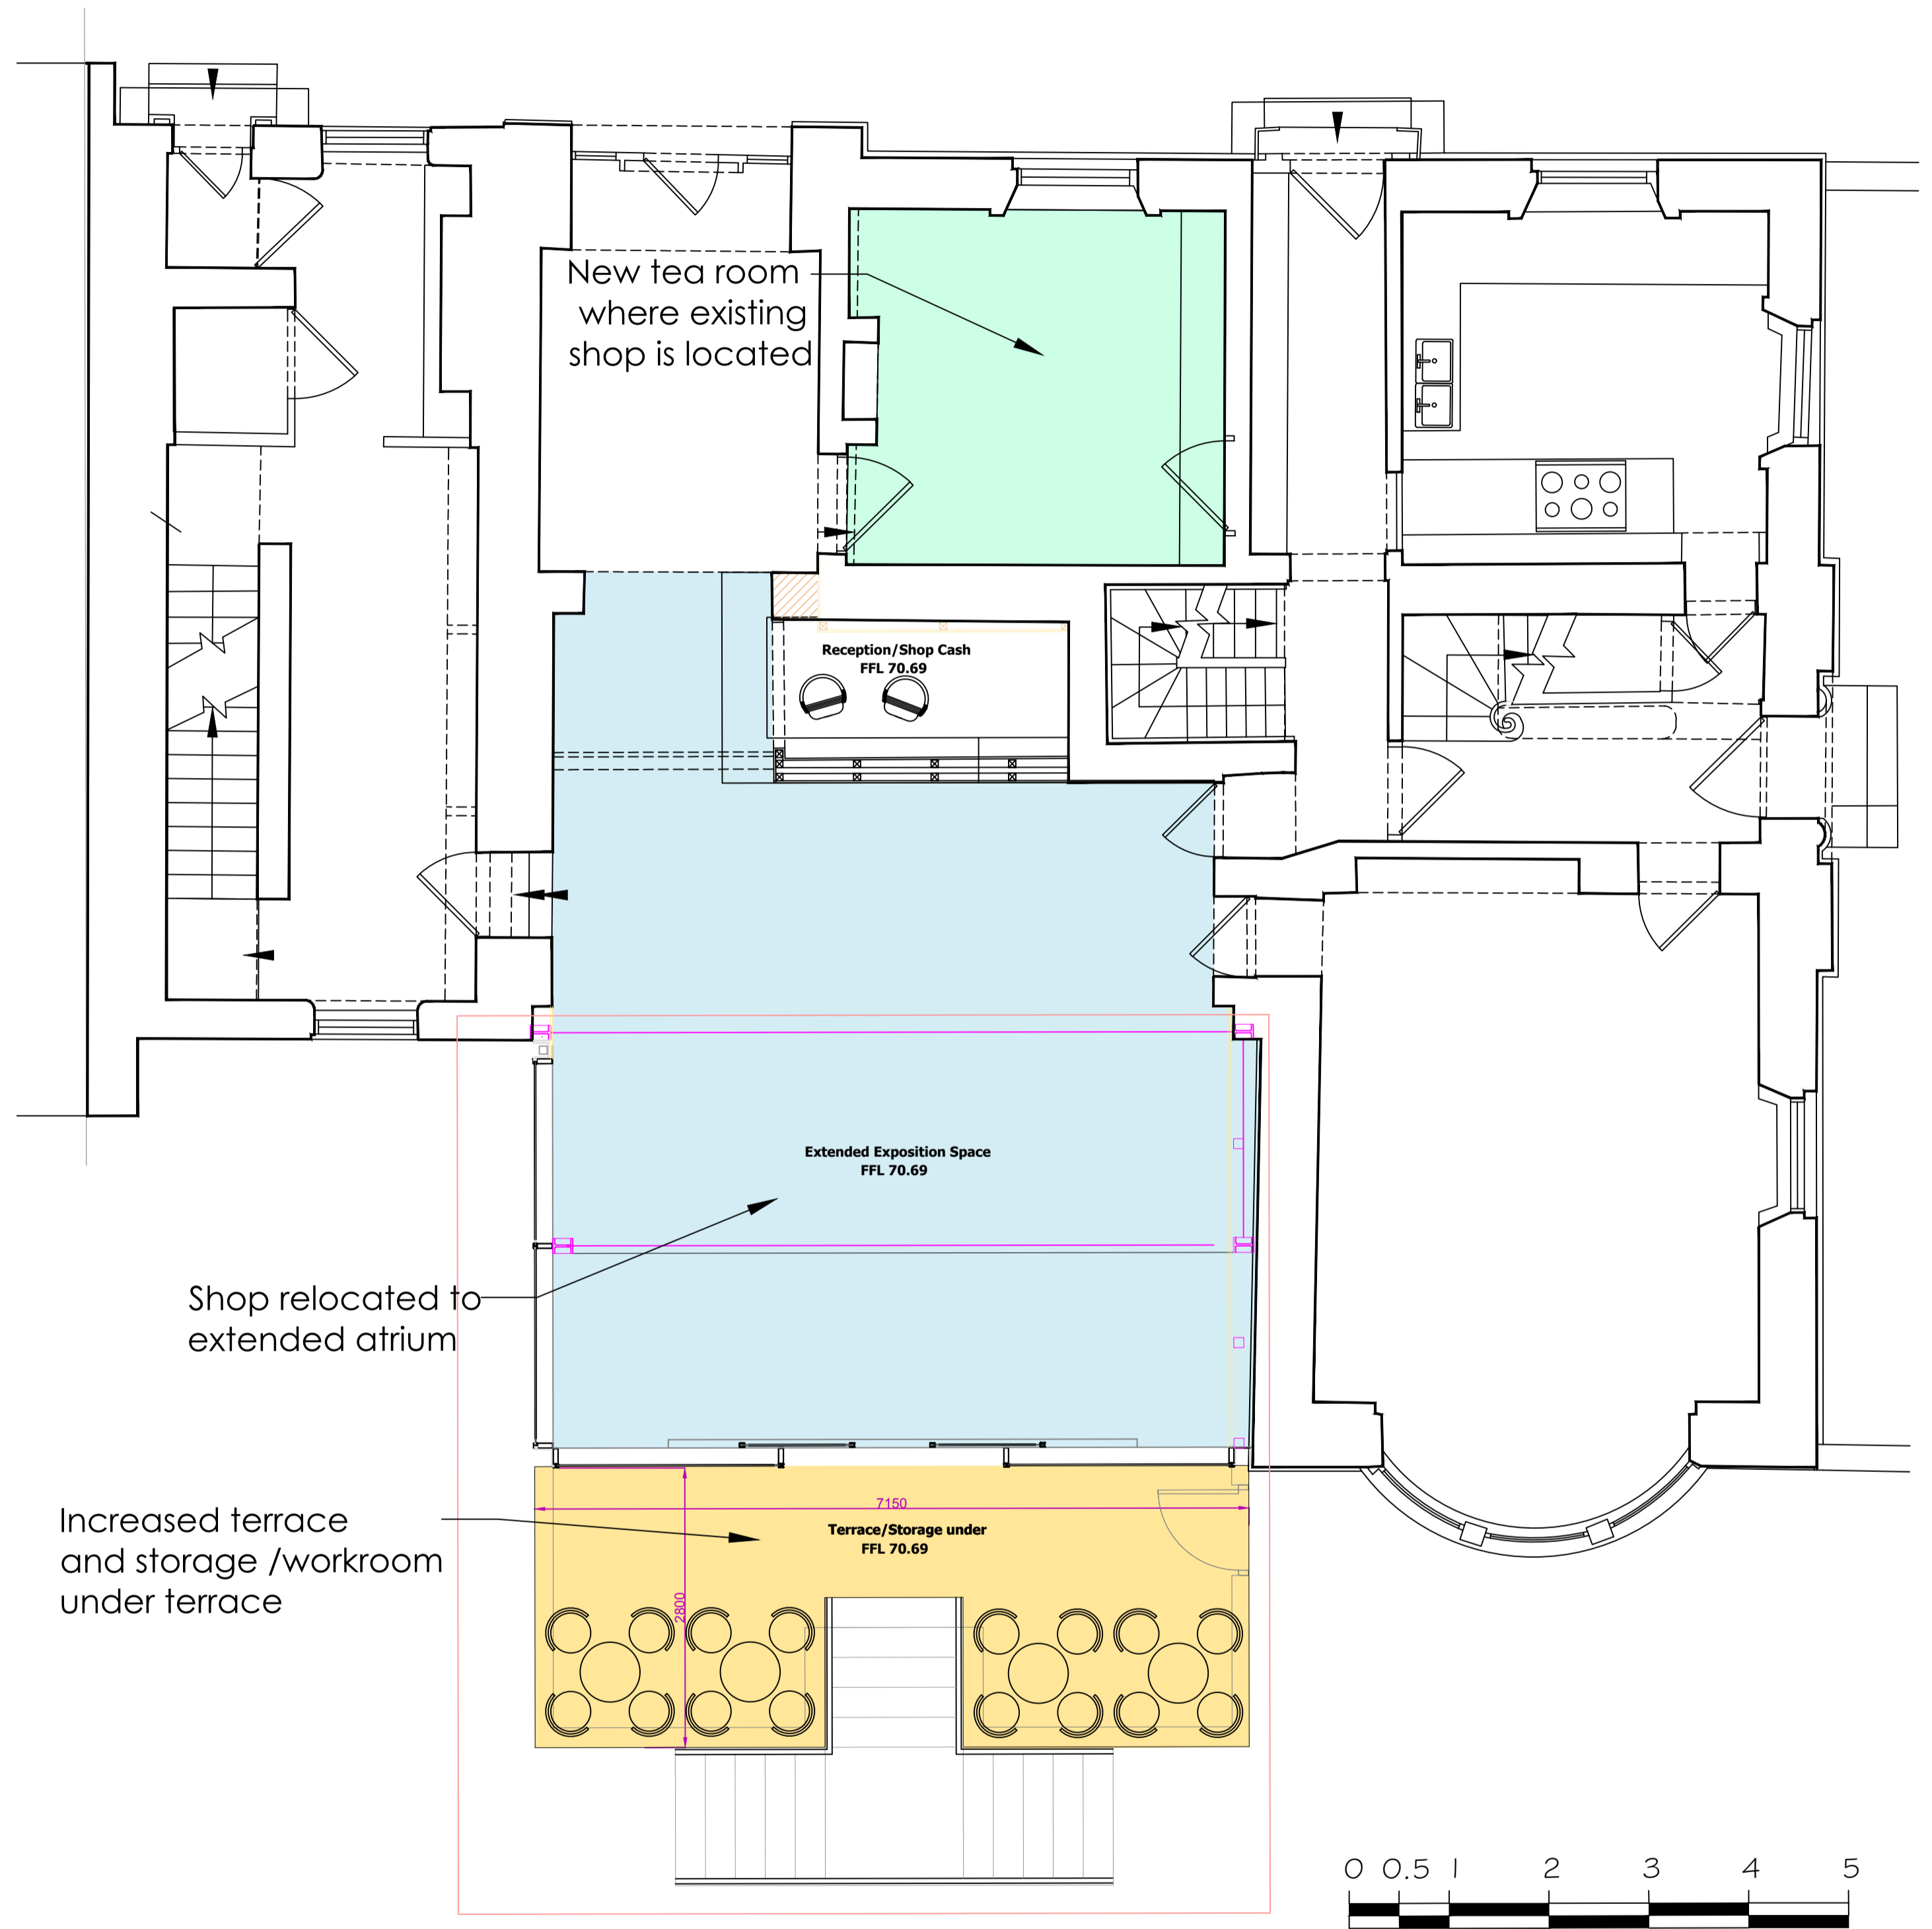 New tea room
where existing
shop is located
Reception/Shop Cash
FFL 70.69
Extended Exposition Space
FFL 70.69
Shop relocated to
extended atrium
7150
Increased terrace
and storage /workroom
under terrace
Terrace/Storage under
FFL 70.69
2800
0 0.5 1 2 3 4 5